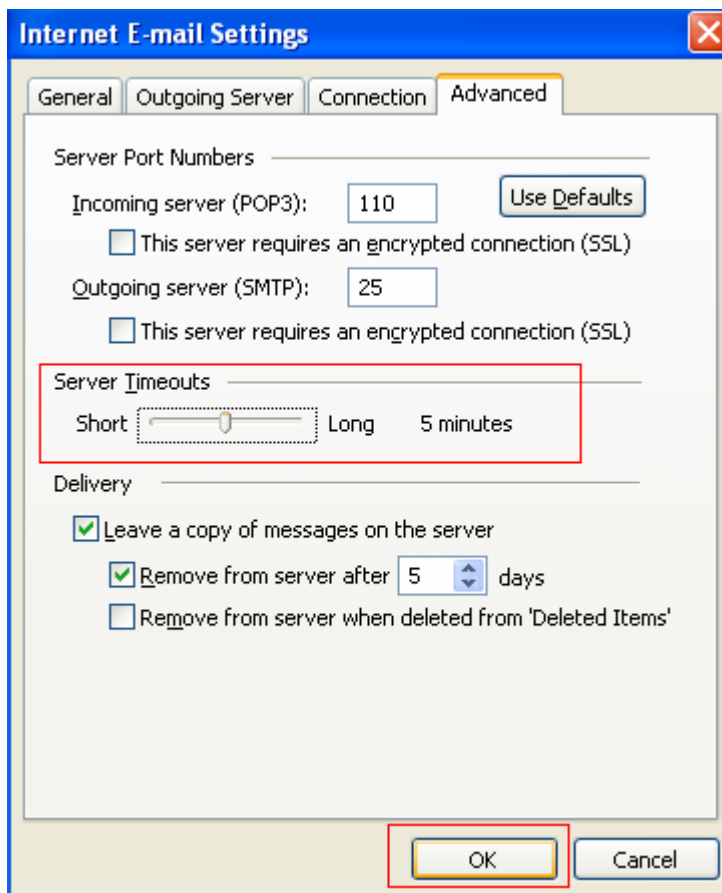 Internet E-mail Settings
General Outgoing Server Connection Advanced
Server Port Numbers
Incoming server (POP3): 110 Use Defaults
This server requires an encrypted connection (SSL)
Outgoing server (SMTP): 25
This server requires an encrypted connection (SSL)
Server Timeouts
Short Long 5 minutes
Delivery
Leave a copy of messages on the server
Remove from server after 5 days
Remove from server when deleted from 'Deleted Items'
OK Cancel